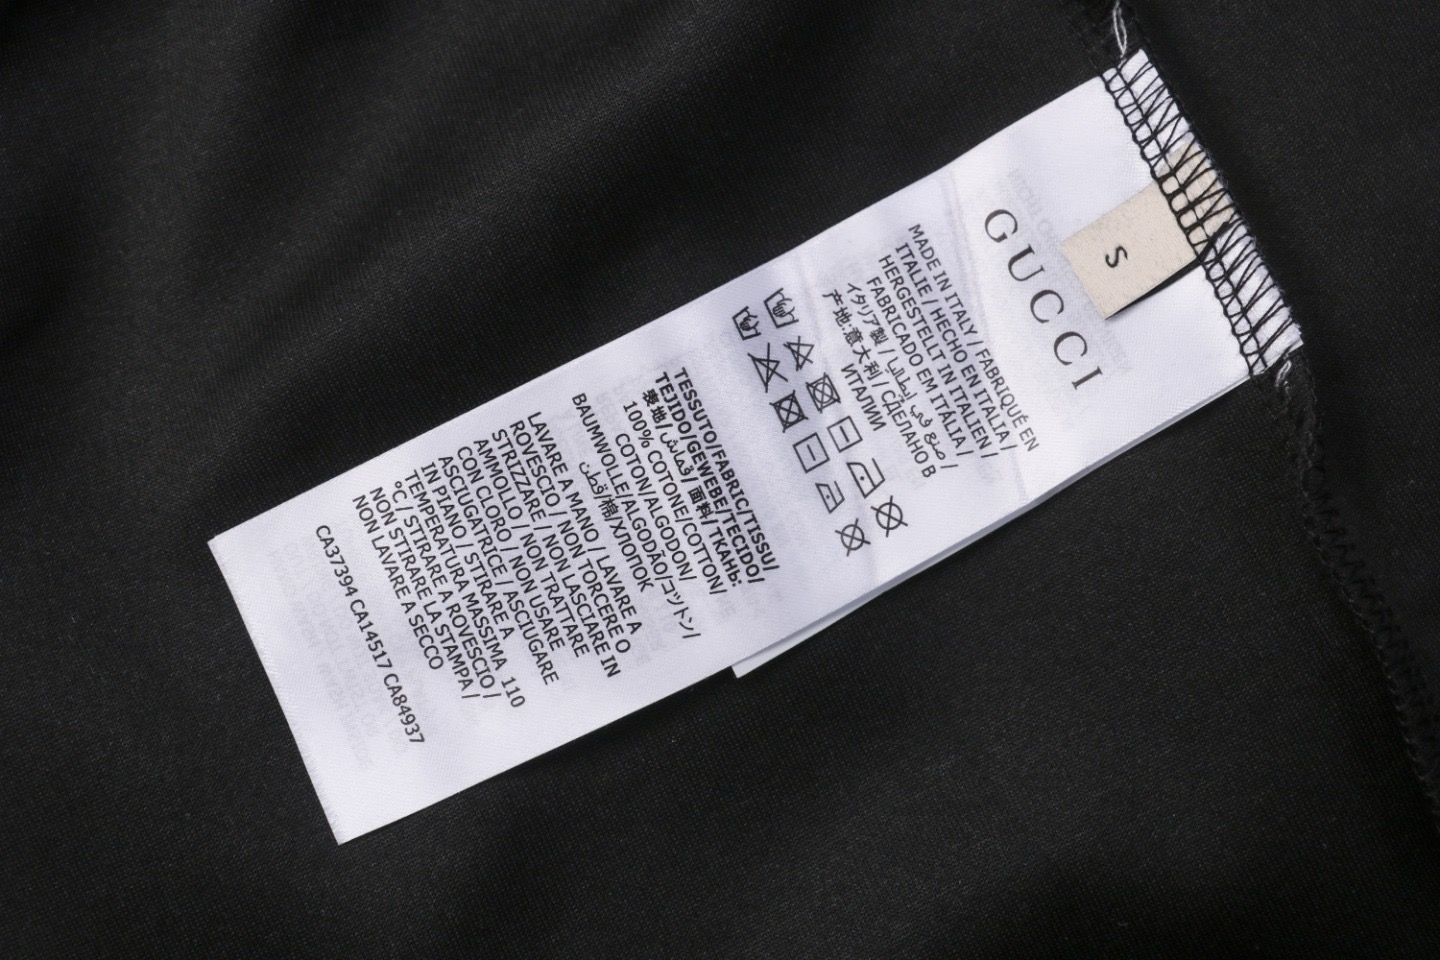 S
GUCCI
MADE IN ITALY / FABRIQUÉ EN
ITALIE / HECHO EN ITALIA /
HERGESTELLT IN ITALIEN /
FABRICADO EM ITÁLIA /
イタリア製 / صنع في إيطاليا /
产地:意大利 / СДЕЛАНО В
ИТАЛИИ
TESSUTO/FABRIC/TISSU/
TEJIDO/GEWEBE/TECIDO/
表地/قماش/面料/ТКАНЬ:
100% COTONE/COTTON/
COTON/ALGODON/
BAUMWOLLE/ALGODÃO/コットン/
قطن/棉/ХЛОПОК
LAVARE A MANO / LAVARE A
ROVESCIO / NON TORCERE O
STRIZZARE / NON LASCIARE IN
AMMOLLO / NON TRATTARE
CON CLORO / NON USARE
ASCIUGATRICE / ASCIUGARE
IN PIANO / STIRARE A
TEMPERATURA MASSIMA 110
°C / STIRARE A ROVESCIO /
NON STIRARE LA STAMPA /
NON LAVARE A SECCO
CA37394 CA14517 CA84937